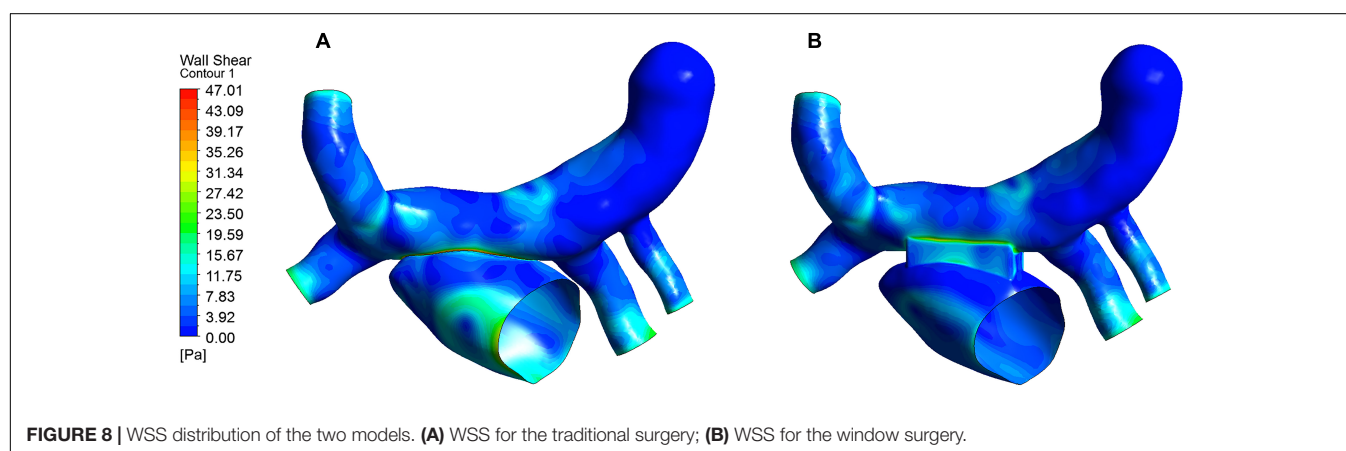 A
B
Wall Shear
Contour 1
47.01
43.09
39.17
35.26
31.34
27.42
23.50
19.59
15.67
11.75
7.83
3.92
0.00
[Pa]
FIGURE 8 | WSS distribution of the two models. (A) WSS for the traditional surgery; (B) WSS for the window surgery.